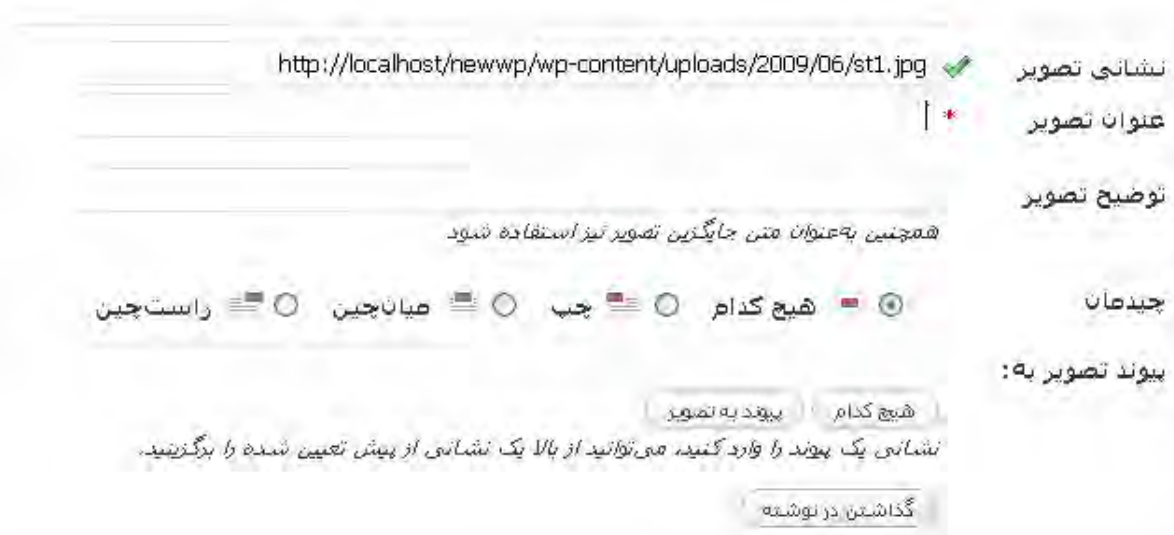 نشانی تصویر http://localhost/newwp/wp-content/uploads/2009/06/st1.jpg
عنوان تصویر *
توضیح تصویر
همچنین به‌عنوان متن جایگزین تصویر نیز استفاده شود
چیدمان هیچ کدام چپ میان‌چین راست‌چین
پیوند تصویر به:
هیچ کدام پیوند به تصویر
نشانی یک پیوند را وارد کنید، می‌توانید از بالا یک نشانی از پیش تعیین شده را برگزینید.
گذاشتن در نوشته